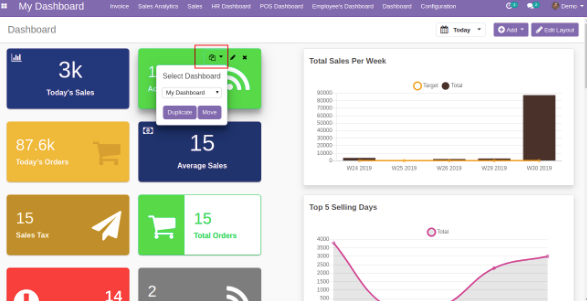 My Dashboard Invoice Sales Analytics Sales HR Dashboard POS Dashboard Employee's Dashboard Dashboard Configuration Demo
Dashboard Today Add Edit Layout
3k
Today's Sales
Select Dashboard
My Dashboard
Duplicate Move
87.6k
Today's Orders
15
Average Sales
15
Sales Tax
15
Total Orders
14
2
Total Sales Per Week
Target Total
90000
80000
70000
60000
50000
40000
30000
20000
10000
0
W24 2019 W25 2019 W26 2019 W29 2019 W30 2019
Top 5 Selling Days
Total
4000
3500
3000
2500
2000
1500
1000
500